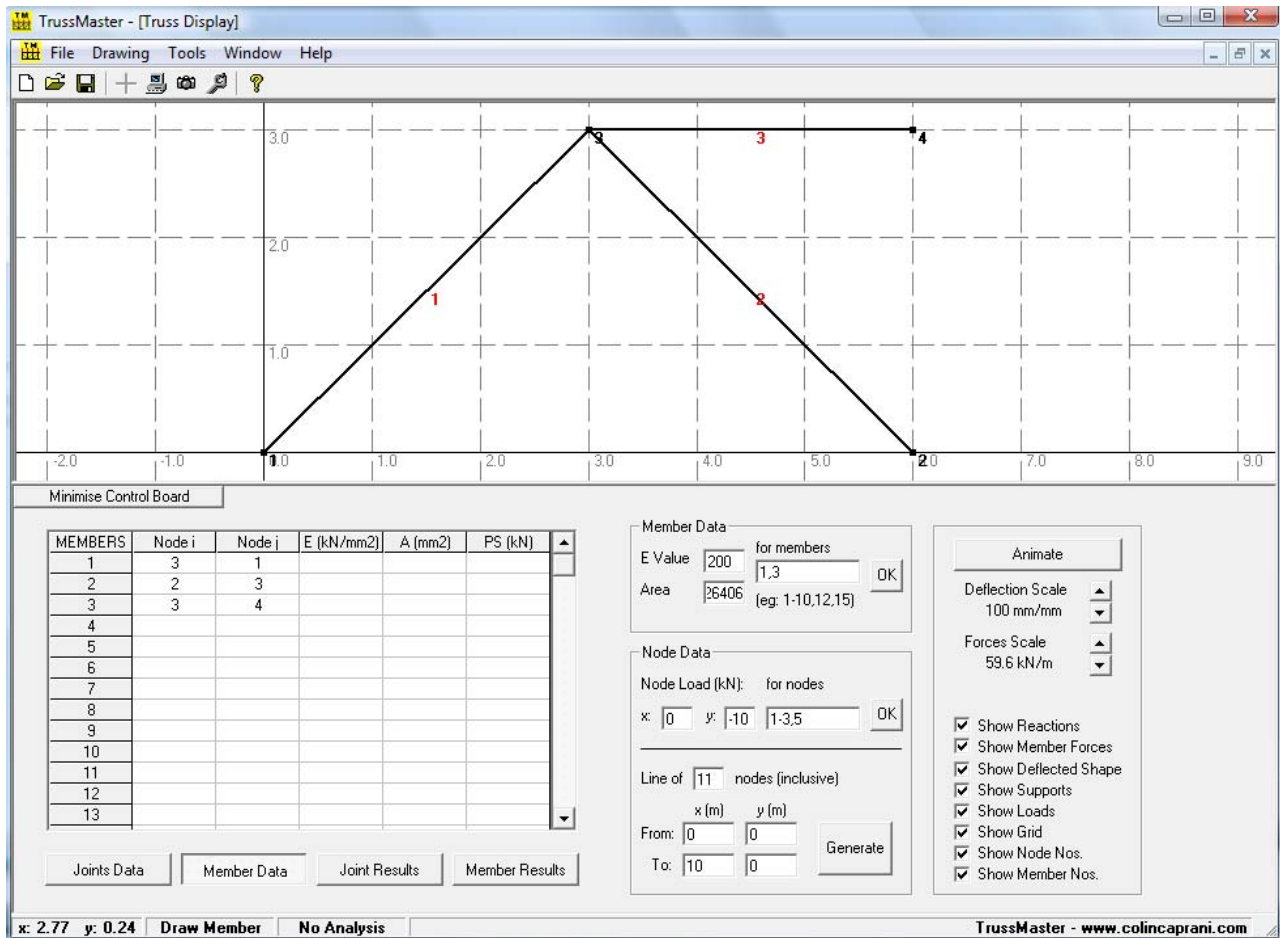 TrussMaster - [Truss Display]
File Drawing Tools Window Help
3.0 3 3 4
2.0
1 2
1.0
-2.0 -1.0 1 1.0 2.0 3.0 4.0 5.0 2 7.0 8.0 9.0
Minimise Control Board
MEMBERS Node i Node j E (kN/mm2) A (mm2) PS (kN)
1 3 1
2 2 3
3 3 4
4
5
6
7
8
9
10
11
12
13
Joints Data Member Data Joint Results Member Results
Member Data
E Value 200 for members 1,3 OK
Area 26406 (eg: 1-10,12,15)
Node Data
Node Load (kN): for nodes
x: 0 y: -10 1-3,5 OK
Line of 11 nodes (inclusive)
x (m) y (m)
From: 0 0
To: 10 0
Generate
Animate
Deflection Scale
100 mm/mm
Forces Scale
59.6 kN/m
Show Reactions
Show Member Forces
Show Deflected Shape
Show Supports
Show Loads
Show Grid
Show Node Nos.
Show Member Nos.
x: 2.77 y: 0.24 Draw Member No Analysis TrussMaster - www.colincaprani.com